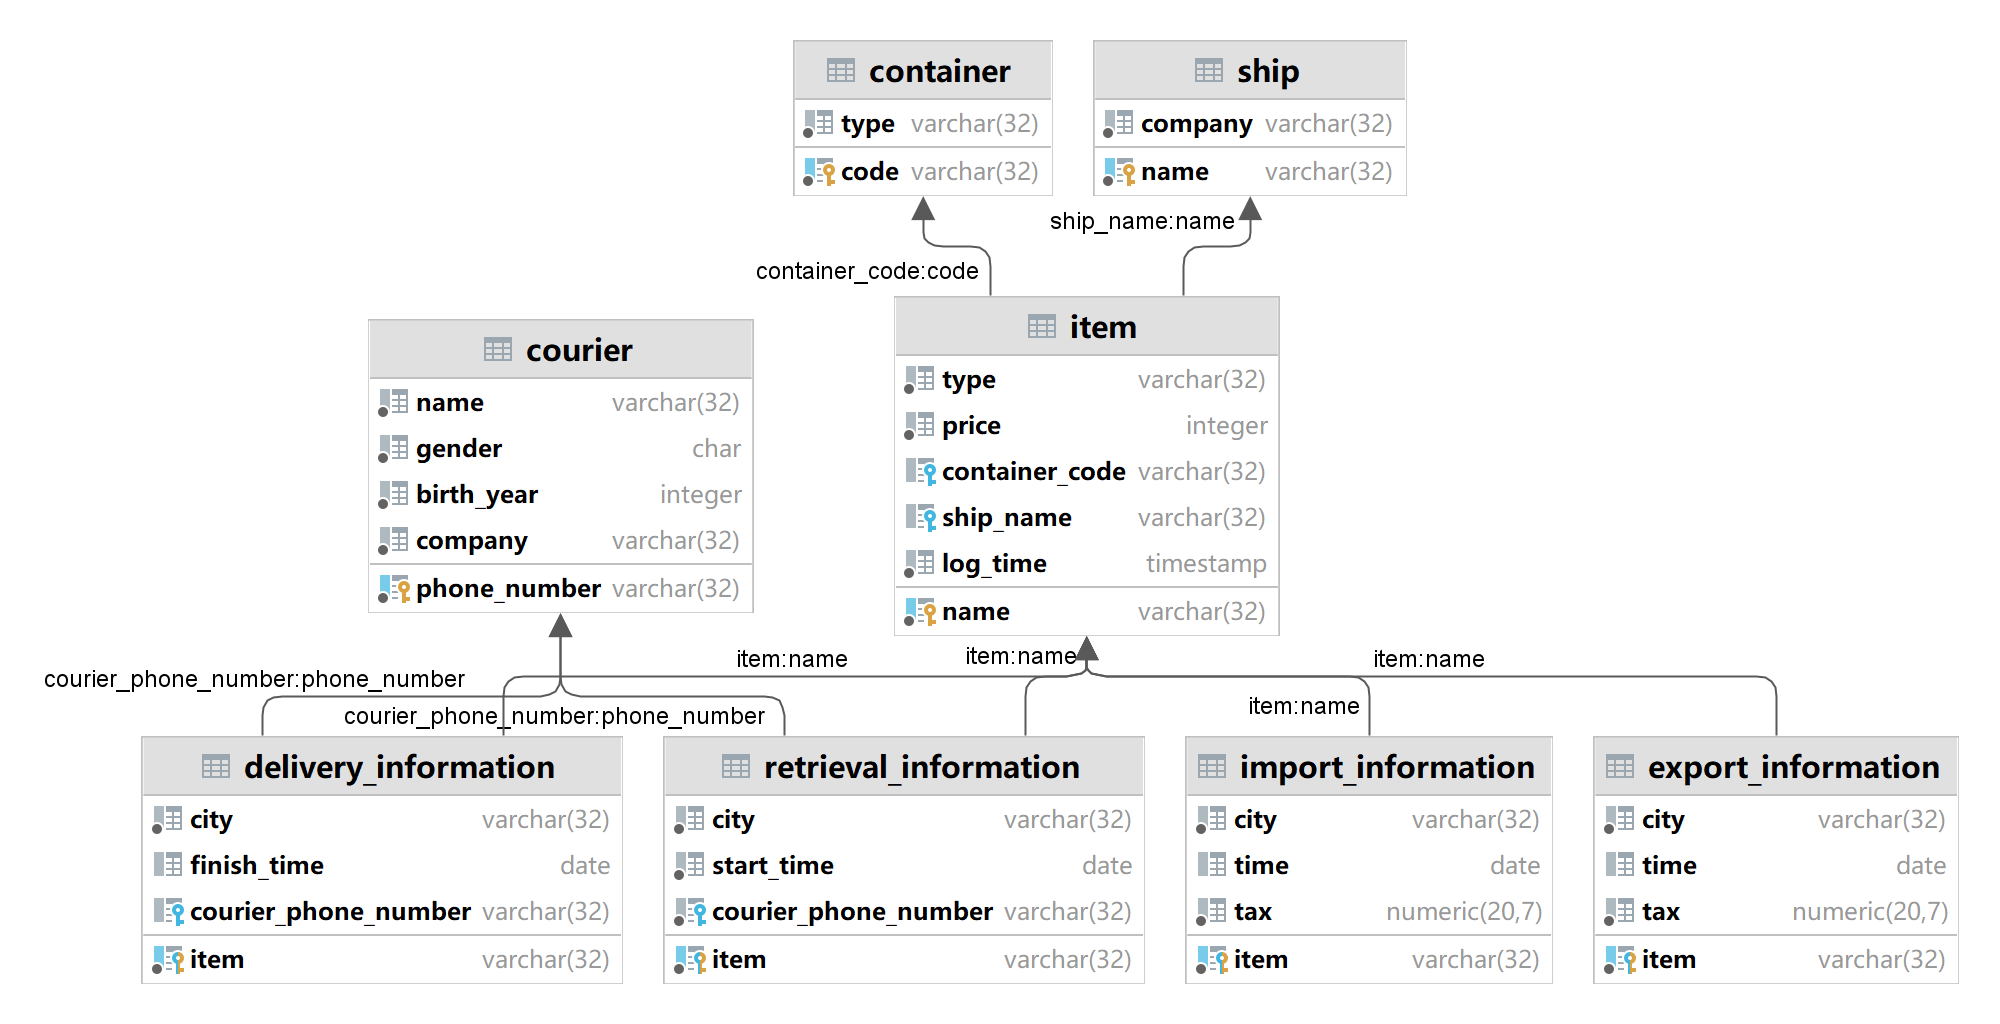 container
type varchar(32)
code varchar(32)
ship
company varchar(32)
name varchar(32)
ship_name:name
container_code:code
courier
name varchar(32)
gender char
birth_year integer
company varchar(32)
phone_number varchar(32)
item
type varchar(32)
price integer
container_code varchar(32)
ship_name varchar(32)
log_time timestamp
name varchar(32)
item:name
item:name
item:name
courier_phone_number:phone_number
item:name
courier_phone_number:phone_number
delivery_information
city varchar(32)
finish_time date
courier_phone_number varchar(32)
item varchar(32)
retrieval_information
city varchar(32)
start_time date
courier_phone_number varchar(32)
item varchar(32)
import_information
city varchar(32)
time date
tax numeric(20,7)
item varchar(32)
export_information
city varchar(32)
time date
tax numeric(20,7)
item varchar(32)